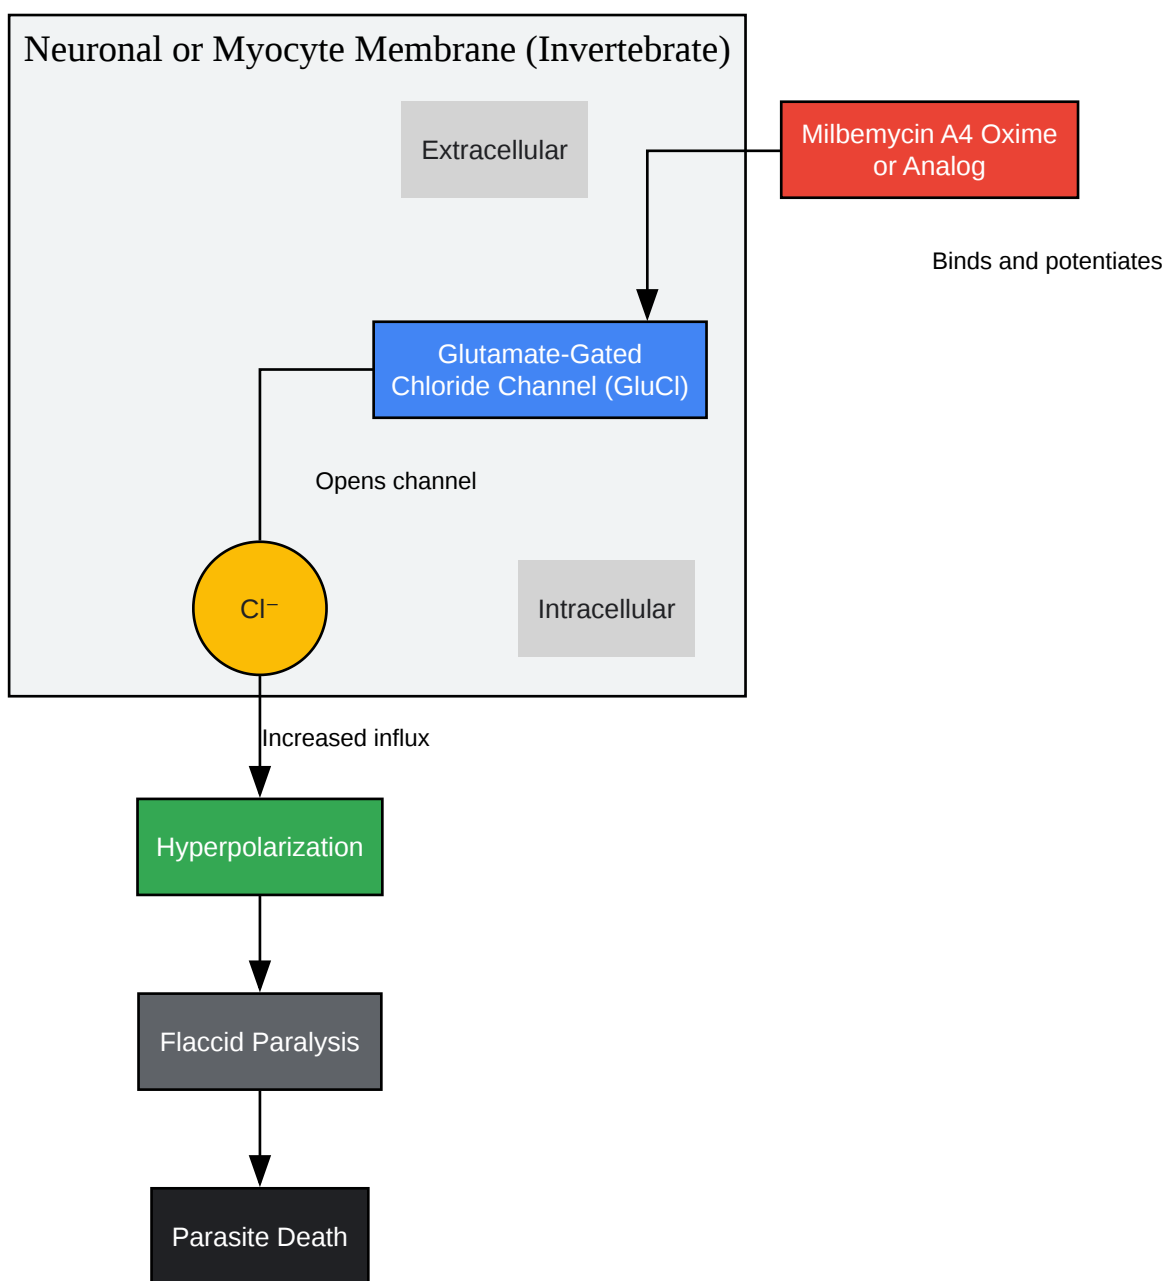 Neuronal or Myocyte Membrane (Invertebrate)
Extracellular
Milbemycin A4 Oxime
or Analog
Binds and potentiates
Glutamate-Gated
Chloride Channel (GluCl)
Opens channel
Cl⁻
Intracellular
Increased influx
Hyperpolarization
Flaccid Paralysis
Parasite Death